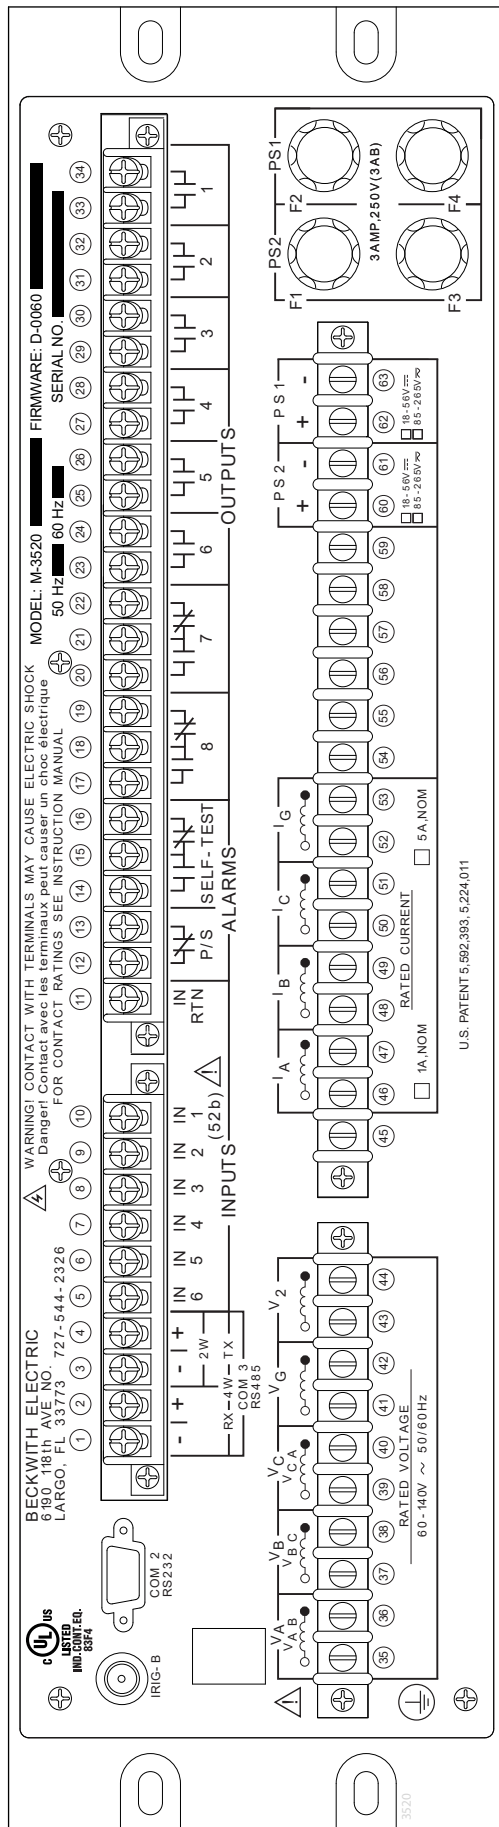 C UL US
LISTED
IND.CONT.EQ.
83F4
BECKWITH ELECTRIC
6190 118th AVE NO.
LARGO, FL 33773 727-544-2326
WARNING! CONTACT WITH TERMINALS MAY CAUSE ELECTRIC SHOCK
Danger! Contact avec les terminaux peut causer un choc électrique
FOR CONTACT RATINGS SEE INSTRUCTION MANUAL
MODEL: M-3520 FIRMWARE: D-0060
50 Hz 60 Hz SERIAL NO.
1 2 3 4 5 6 7 8 9 10 11 12 13 14 15 16 17 18 19 20 21 22 23 24 25 26 27 28 29 30 31 32 33 34
IRIG-B
COM 2
RS232
- + - +
2W
RX-4W-TX
COM 3
RS485
IN IN IN IN IN IN IN
6 5 4 3 2 1 RTN
(52b)
INPUTS
P/S SELF-TEST
ALARMS
8 7 6 5 4 3 2 1
OUTPUTS
VA VB VC VG V2
VAB VBC VCA
35 36 37 38 39 40 41 42 43 44
RATED VOLTAGE
60-140V ~ 50/60Hz
IA IB IC IG
45 46 47 48 49 50 51 52 53 54 55 56 57 58 59 60 61 62 63
RATED CURRENT
1A,NOM 5A,NOM
U.S. PATENT 5,592,393, 5,224,011
PS2 PS1
+ - + -
18-56V 18-56V
85-265V 85-265V
PS2 PS1
F1 F2
3AMP,250V(3AB)
F3 F4
3520